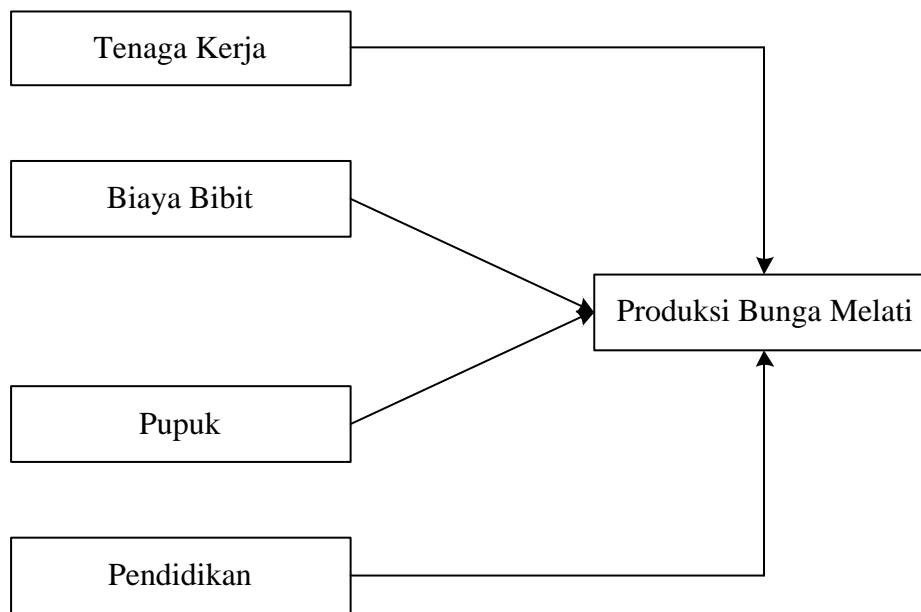 Tenaga Kerja
Biaya Bibit
Produksi Bunga Melati
Pupuk
Pendidikan